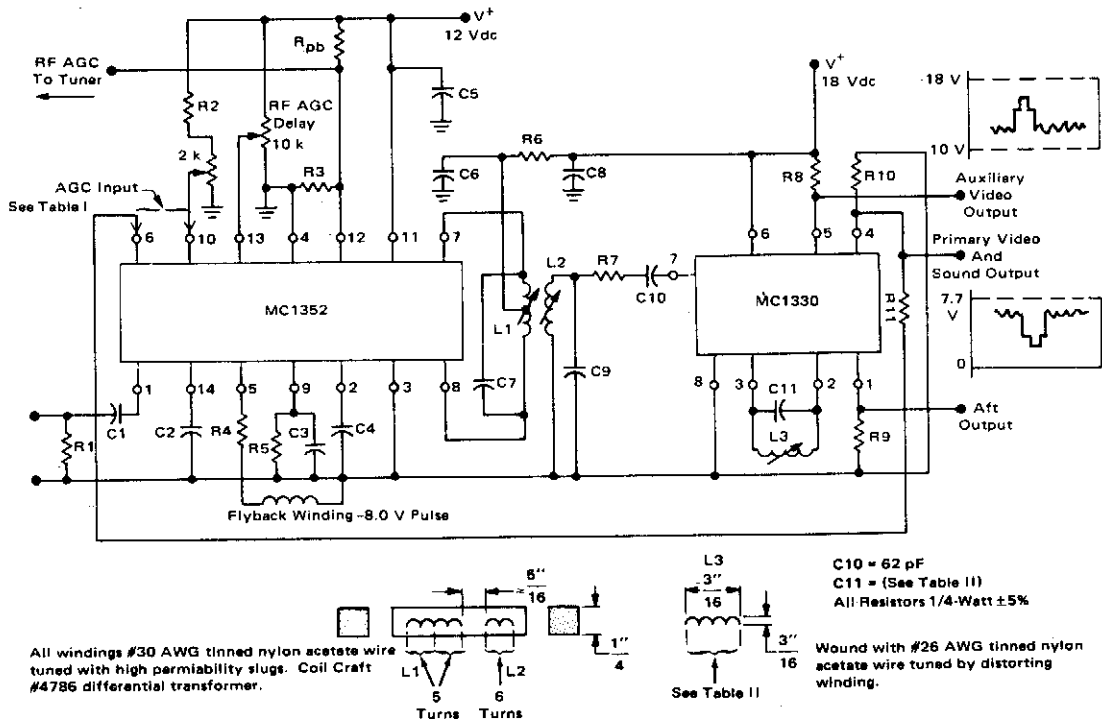 V+
12 Vdc
R_pb
RF AGC
To Tuner
R2
RF AGC
Delay
10 k
C5
2 k
R3
AGC Input
See Table I
6
10
13
4
12
11
7
MC1352
1
14
5
9
2
3
8
R1
C1
C2
R4
R5
C3
C4
Flyback Winding -8.0 V Pulse
V+
18 Vdc
R6
C6
C8
R8
R10
18 V
10 V
Auxiliary
Video
Output
6
5
4
Primary Video
And
Sound Output
L2
R7
7
C10
L1
MC1330
R11
7.7
V
0
C7
C9
8
3
2
1
C11
L3
R9
Aft
Output
5"
16
1"
4
L1
L2
5
Turns
6
Turns
All windings #30 AWG tinned nylon acetate wire
tuned with high permiability slugs. Coil Craft
#4786 differential transformer.
L3
3"
16
3"
16
See Table II
C10 = 62 pF
C11 = (See Table II)
All Resistors 1/4-Watt ±5%
Wound with #26 AWG tinned nylon
acetate wire tuned by distorting
winding.